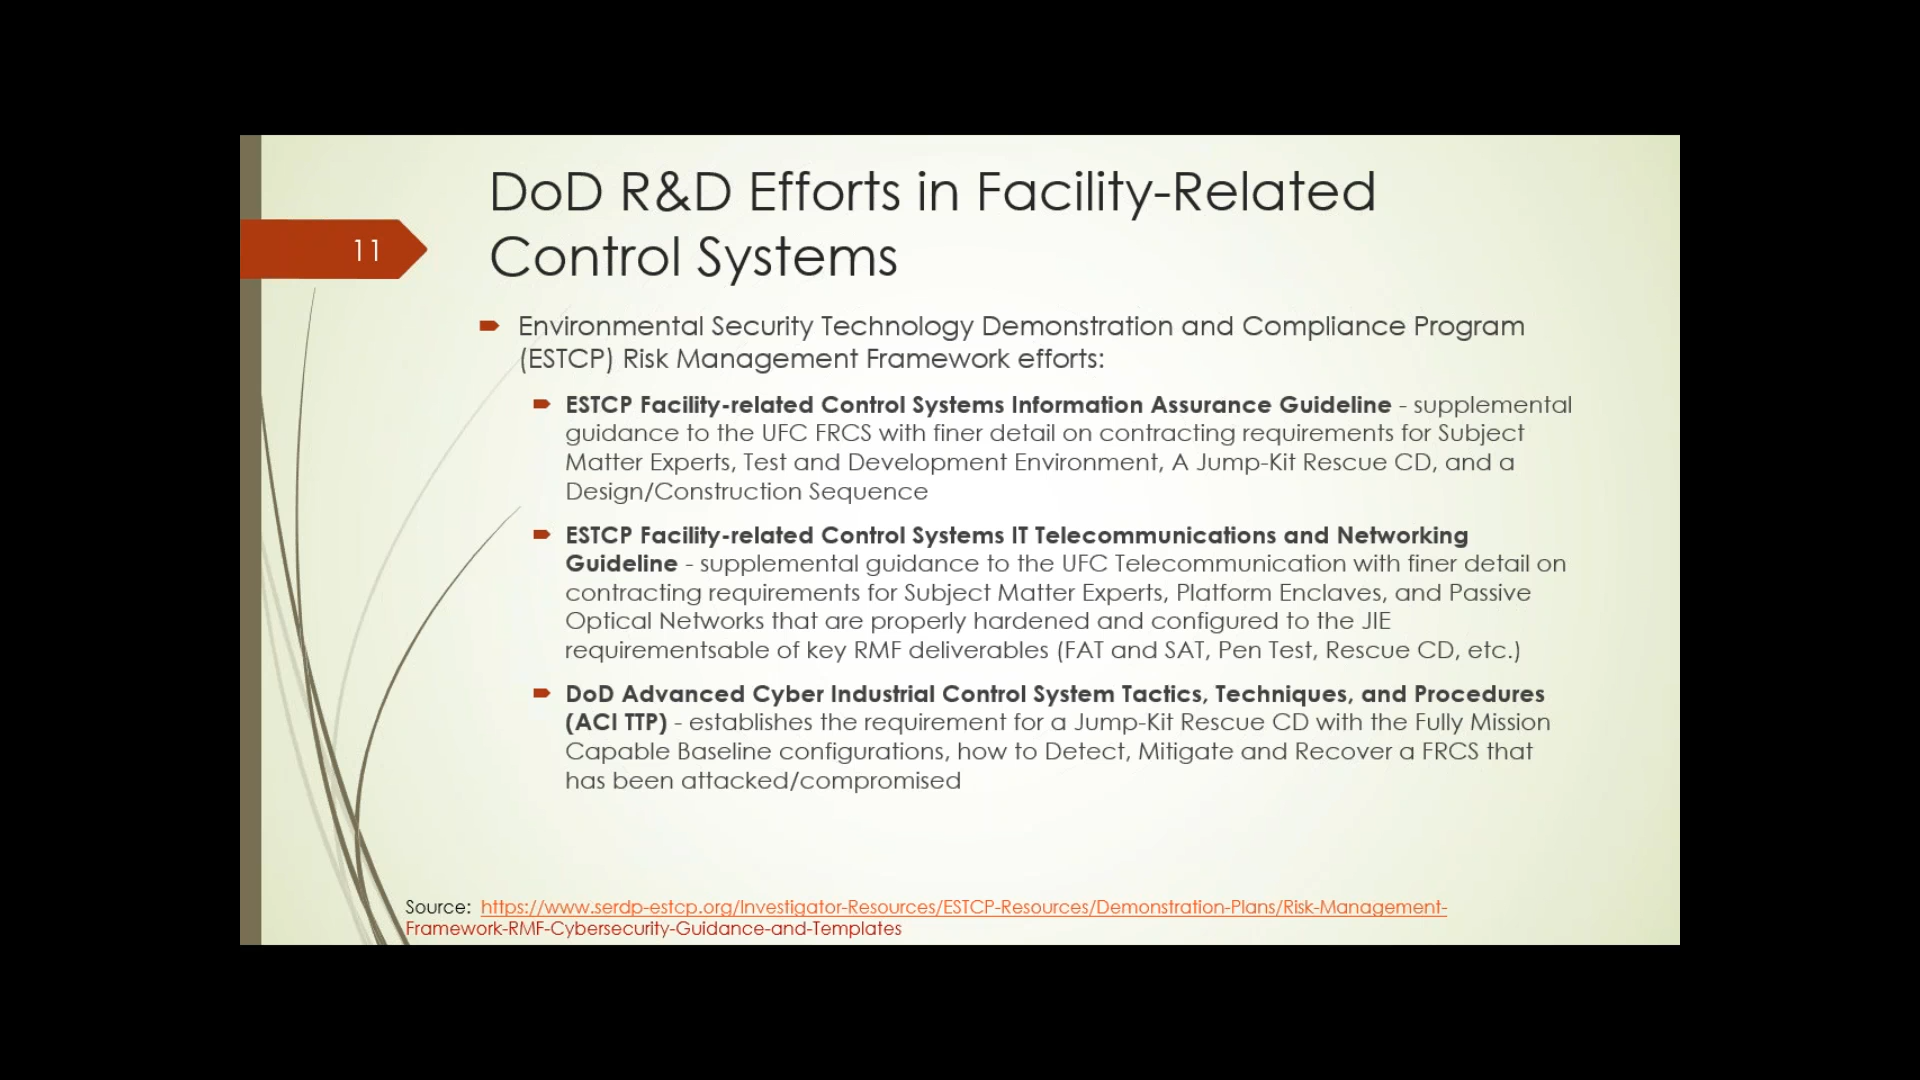 DoD R&D Efforts in Facility-Related
Control Systems
11
Environmental Security Technology Demonstration and Compliance Program
(ESTCP) Risk Management Framework efforts:
ESTCP Facility-related Control Systems Information Assurance Guideline - supplemental
guidance to the UFC FRCS with finer detail on contracting requirements for Subject
Matter Experts, Test and Development Environment, A Jump-Kit Rescue CD, and a
Design/Construction Sequence
ESTCP Facility-related Control Systems IT Telecommunications and Networking
Guideline - supplemental guidance to the UFC Telecommunication with finer detail on
contracting requirements for Subject Matter Experts, Platform Enclaves, and Passive
Optical Networks that are properly hardened and configured to the JIE
requirementsable of key RMF deliverables (FAT and SAT, Pen Test, Rescue CD, etc.)
DoD Advanced Cyber Industrial Control System Tactics, Techniques, and Procedures
(ACI TTP) - establishes the requirement for a Jump-Kit Rescue CD with the Fully Mission
Capable Baseline configurations, how to Detect, Mitigate and Recover a FRCS that
has been attacked/compromised
Source: https://www.serdp-estcp.org/Investigator-Resources/ESTCP-Resources/Demonstration-Plans/Risk-Management-
Framework-RMF-Cybersecurity-Guidance-and-Templates